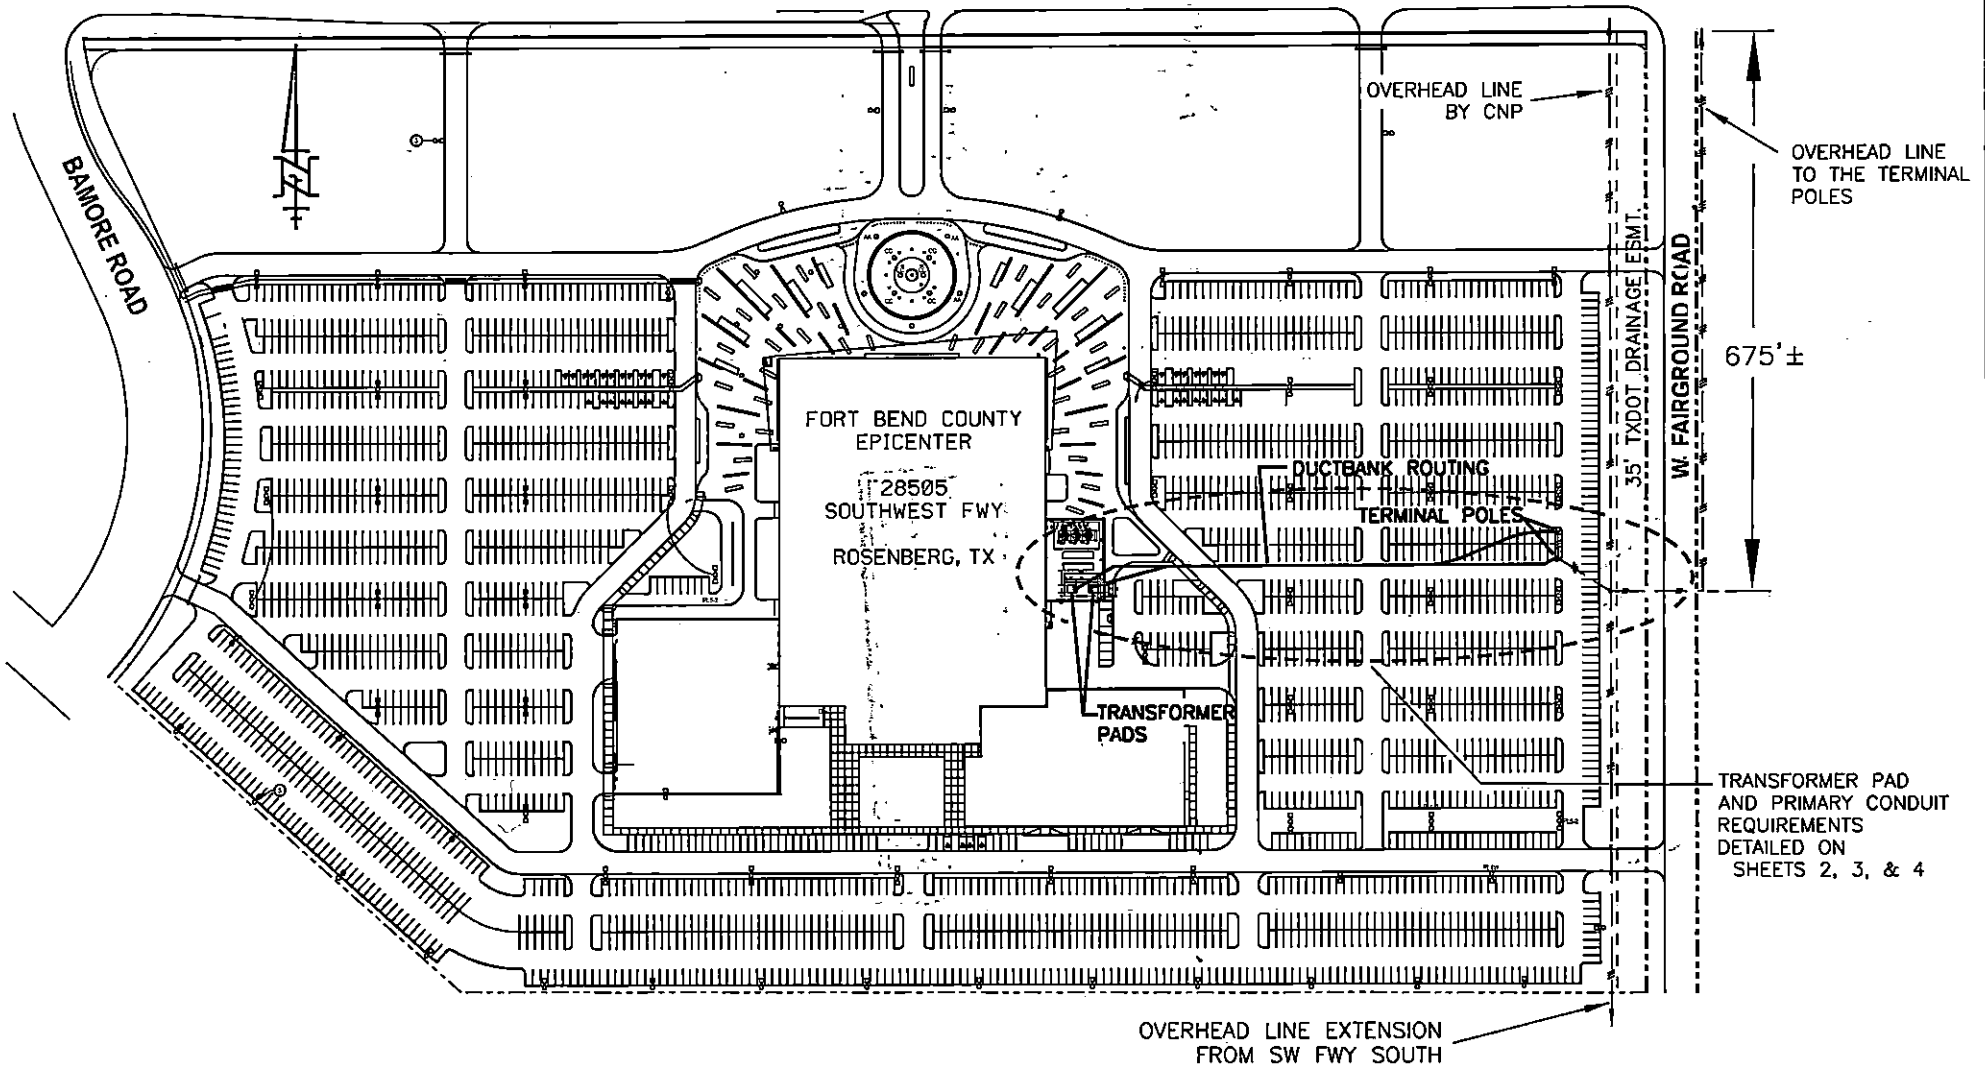 OVERHEAD LINE
BY CNP
OVERHEAD LINE
TO THE TERMINAL
POLES
BAMORE ROAD
35' TXDOT DRAINAGE ESMT.
W. FAIRGROUND ROAD
675'±
FORT BEND COUNTY
EPICENTER
28505
SOUTHWEST FWY
ROSENBERG, TX
DUCTBANK ROUTING
TERMINAL POLES
TRANSFORMER
PADS
TRANSFORMER PAD
AND PRIMARY CONDUIT
REQUIREMENTS
DETAILED ON
SHEETS 2, 3, & 4
OVERHEAD LINE EXTENSION
FROM SW FWY SOUTH